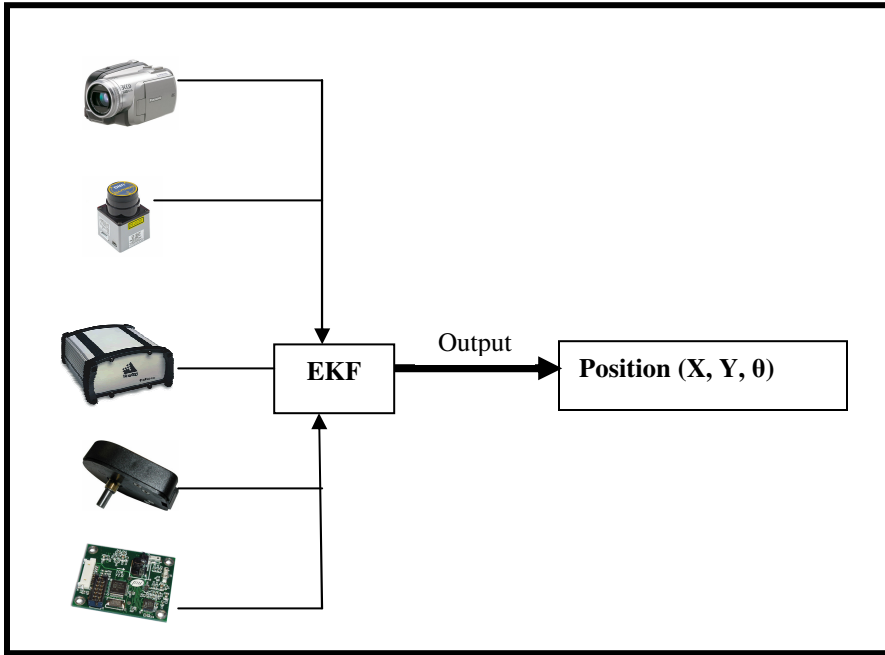 Output
EKF
Position (X, Y, θ)